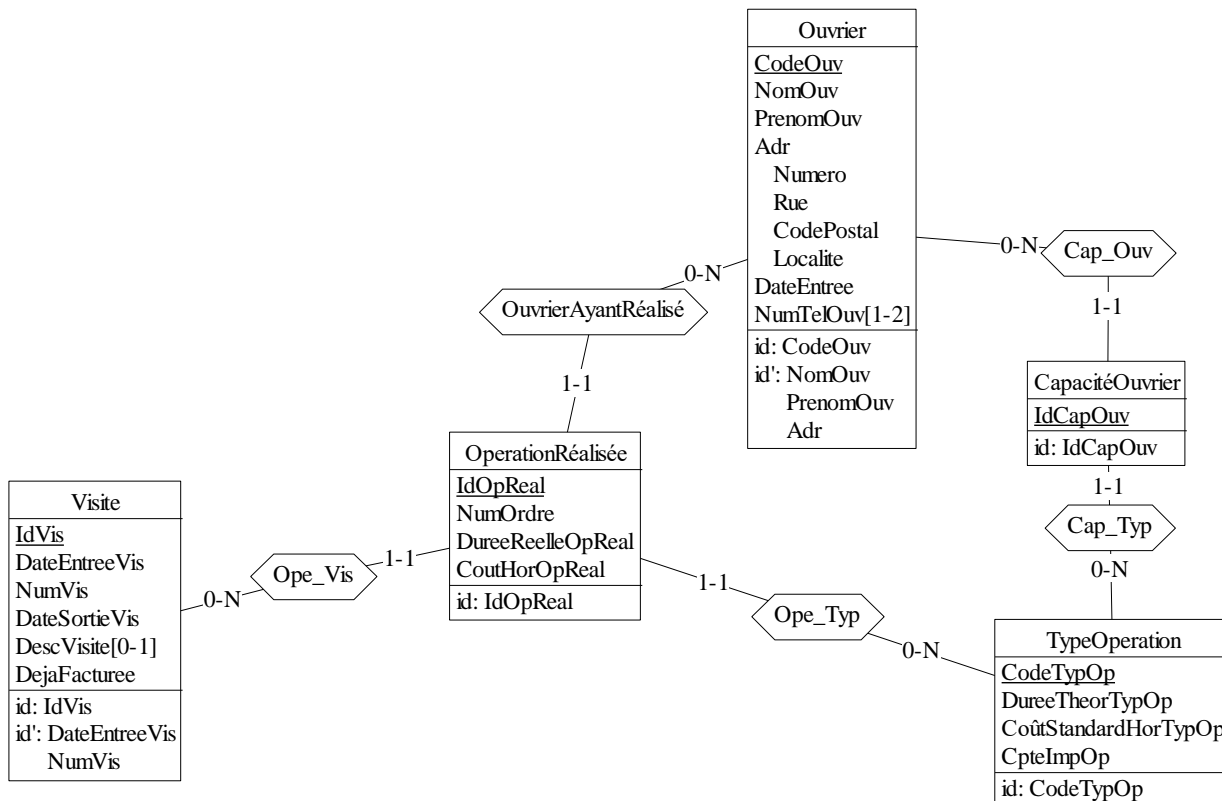 Ouvrier
CodeOuv
NomOuv
PrenomOuv
Adr
Numero
Rue
CodePostal
Localite
DateEntree
NumTelOuv[1-2]
id: CodeOuv
id': NomOuv
PrenomOuv
Adr
0-N
Cap_Ouv
1-1
CapacitéOuvrier
IdCapOuv
id: IdCapOuv
1-1
Cap_Typ
0-N
TypeOperation
CodeTypOp
DureeTheorTypOp
CoûtStandardHorTypOp
CpteImpOp
id: CodeTypOp
0-N
OuvrierAyantRéalisé
1-1
OperationRéalisée
IdOpReal
NumOrdre
DureeReelleOpReal
CoutHorOpReal
id: IdOpReal
1-1
Ope_Typ
0-N
1-1
Ope_Vis
0-N
Visite
IdVis
DateEntreeVis
NumVis
DateSortieVis
DescVisite[0-1]
DejaFacturee
id: IdVis
id': DateEntreeVis
NumVis